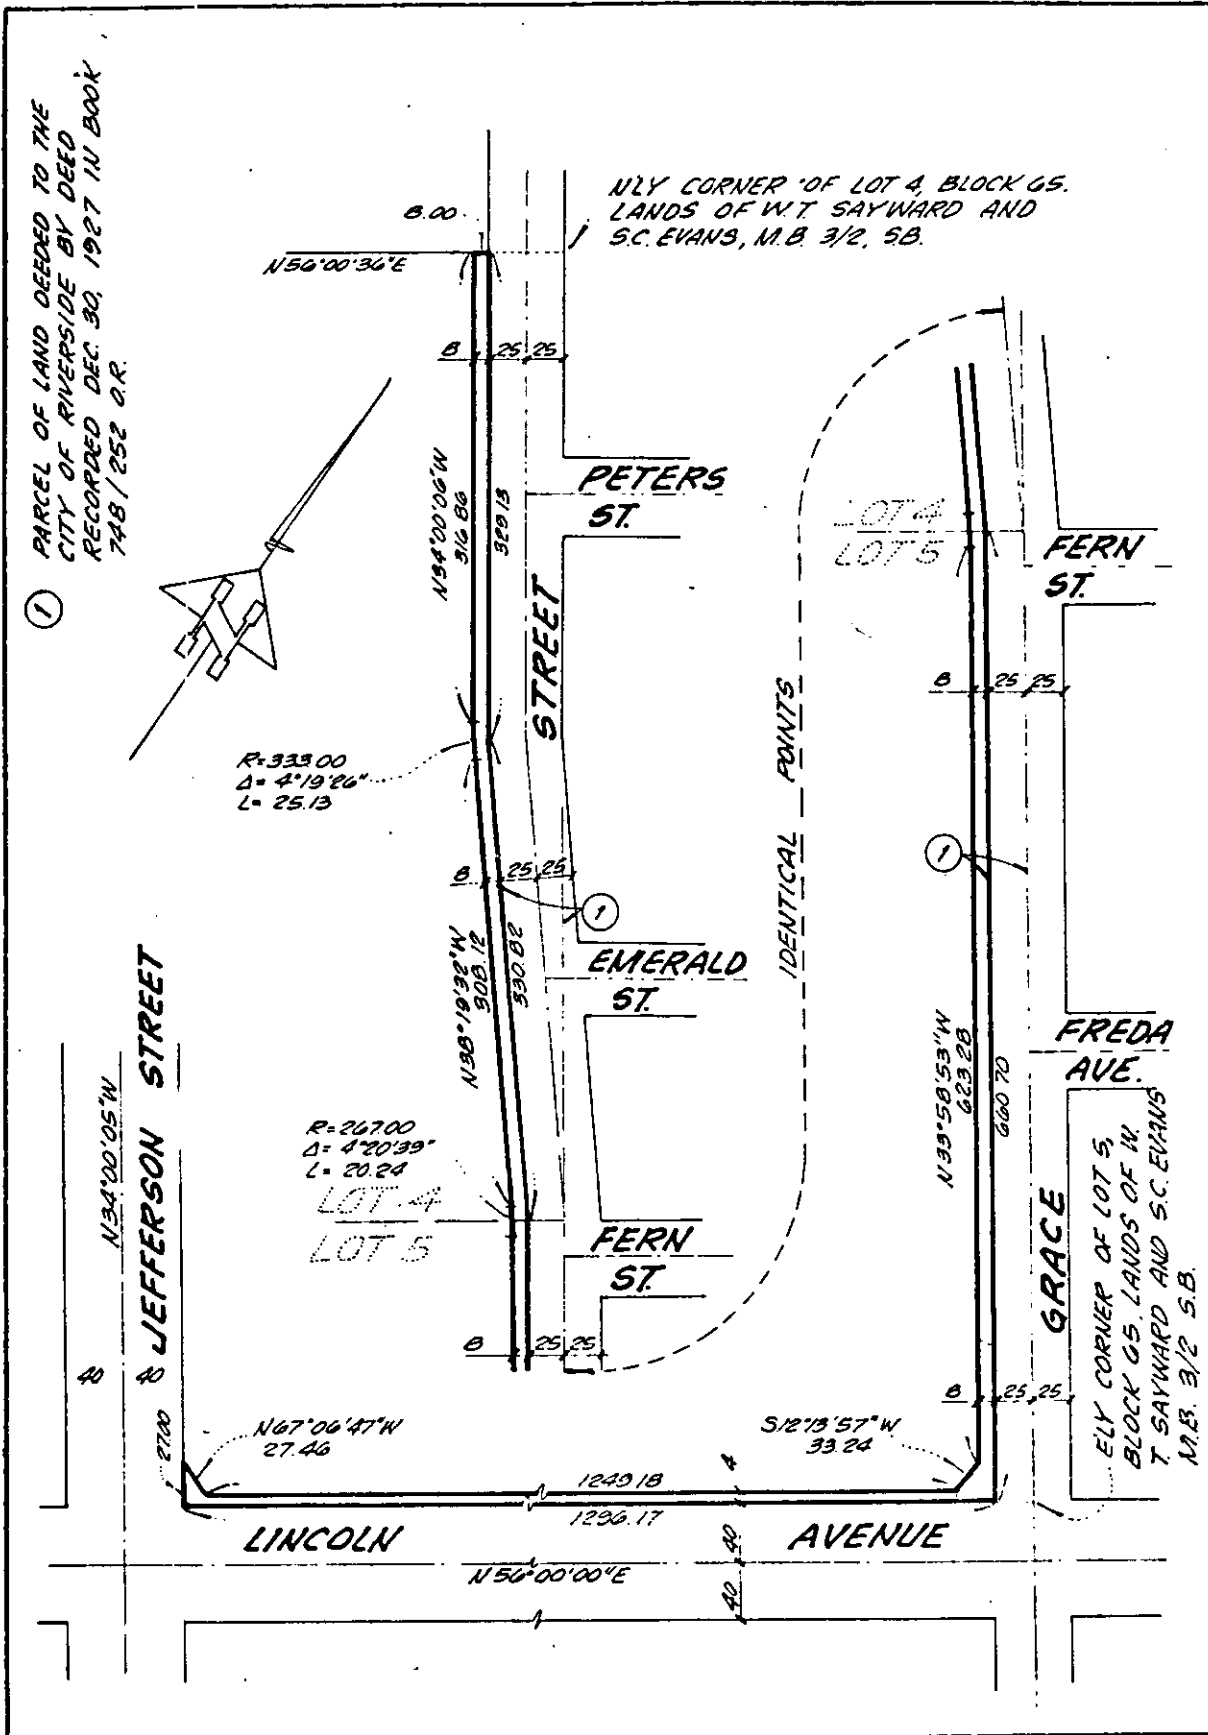 ① PARCEL OF LAND DEEDED TO THE
CITY OF RIVERSIDE BY DEED
RECORDED DEC. 30, 1927 IN BOOK
748/252 O.R.
N'LY CORNER OF LOT 4, BLOCK 65.
LANDS OF W.T. SAYWARD AND
S.C. EVANS, M.B. 3/2, S.B.
8.00
N56°00'36"E
8 25 25
N34°00'06"W
316.86
329.13
PETERS
ST.
STREET
R=333.00
Δ=4°19'26"
L=25.13
8 25 25
①
N38°19'32"W
308.12
330.82
EMERALD
ST.
R=267.00
Δ=4°20'39"
L=20.24
LOT 4
LOT 5
FERN
ST.
8 25 25
IDENTICAL POINTS
LOT 4
LOT 5
FERN
ST.
8 25 25
①
N33°58'53"W
623.28
660.70
FREDA
AVE.
GRACE
8 25 25
E'LY CORNER OF LOT 5,
BLOCK 65, LANDS OF W.
T. SAYWARD AND S.C. EVANS
M.B. 3/2 S.B.
N34°00'05"W
JEFFERSON STREET
40 40
27.00
N67°06'47"W
27.46
S12°13'57"W
33.24
1249.18
4
1296.17
LINCOLN AVENUE
40
N56°00'00"E
40